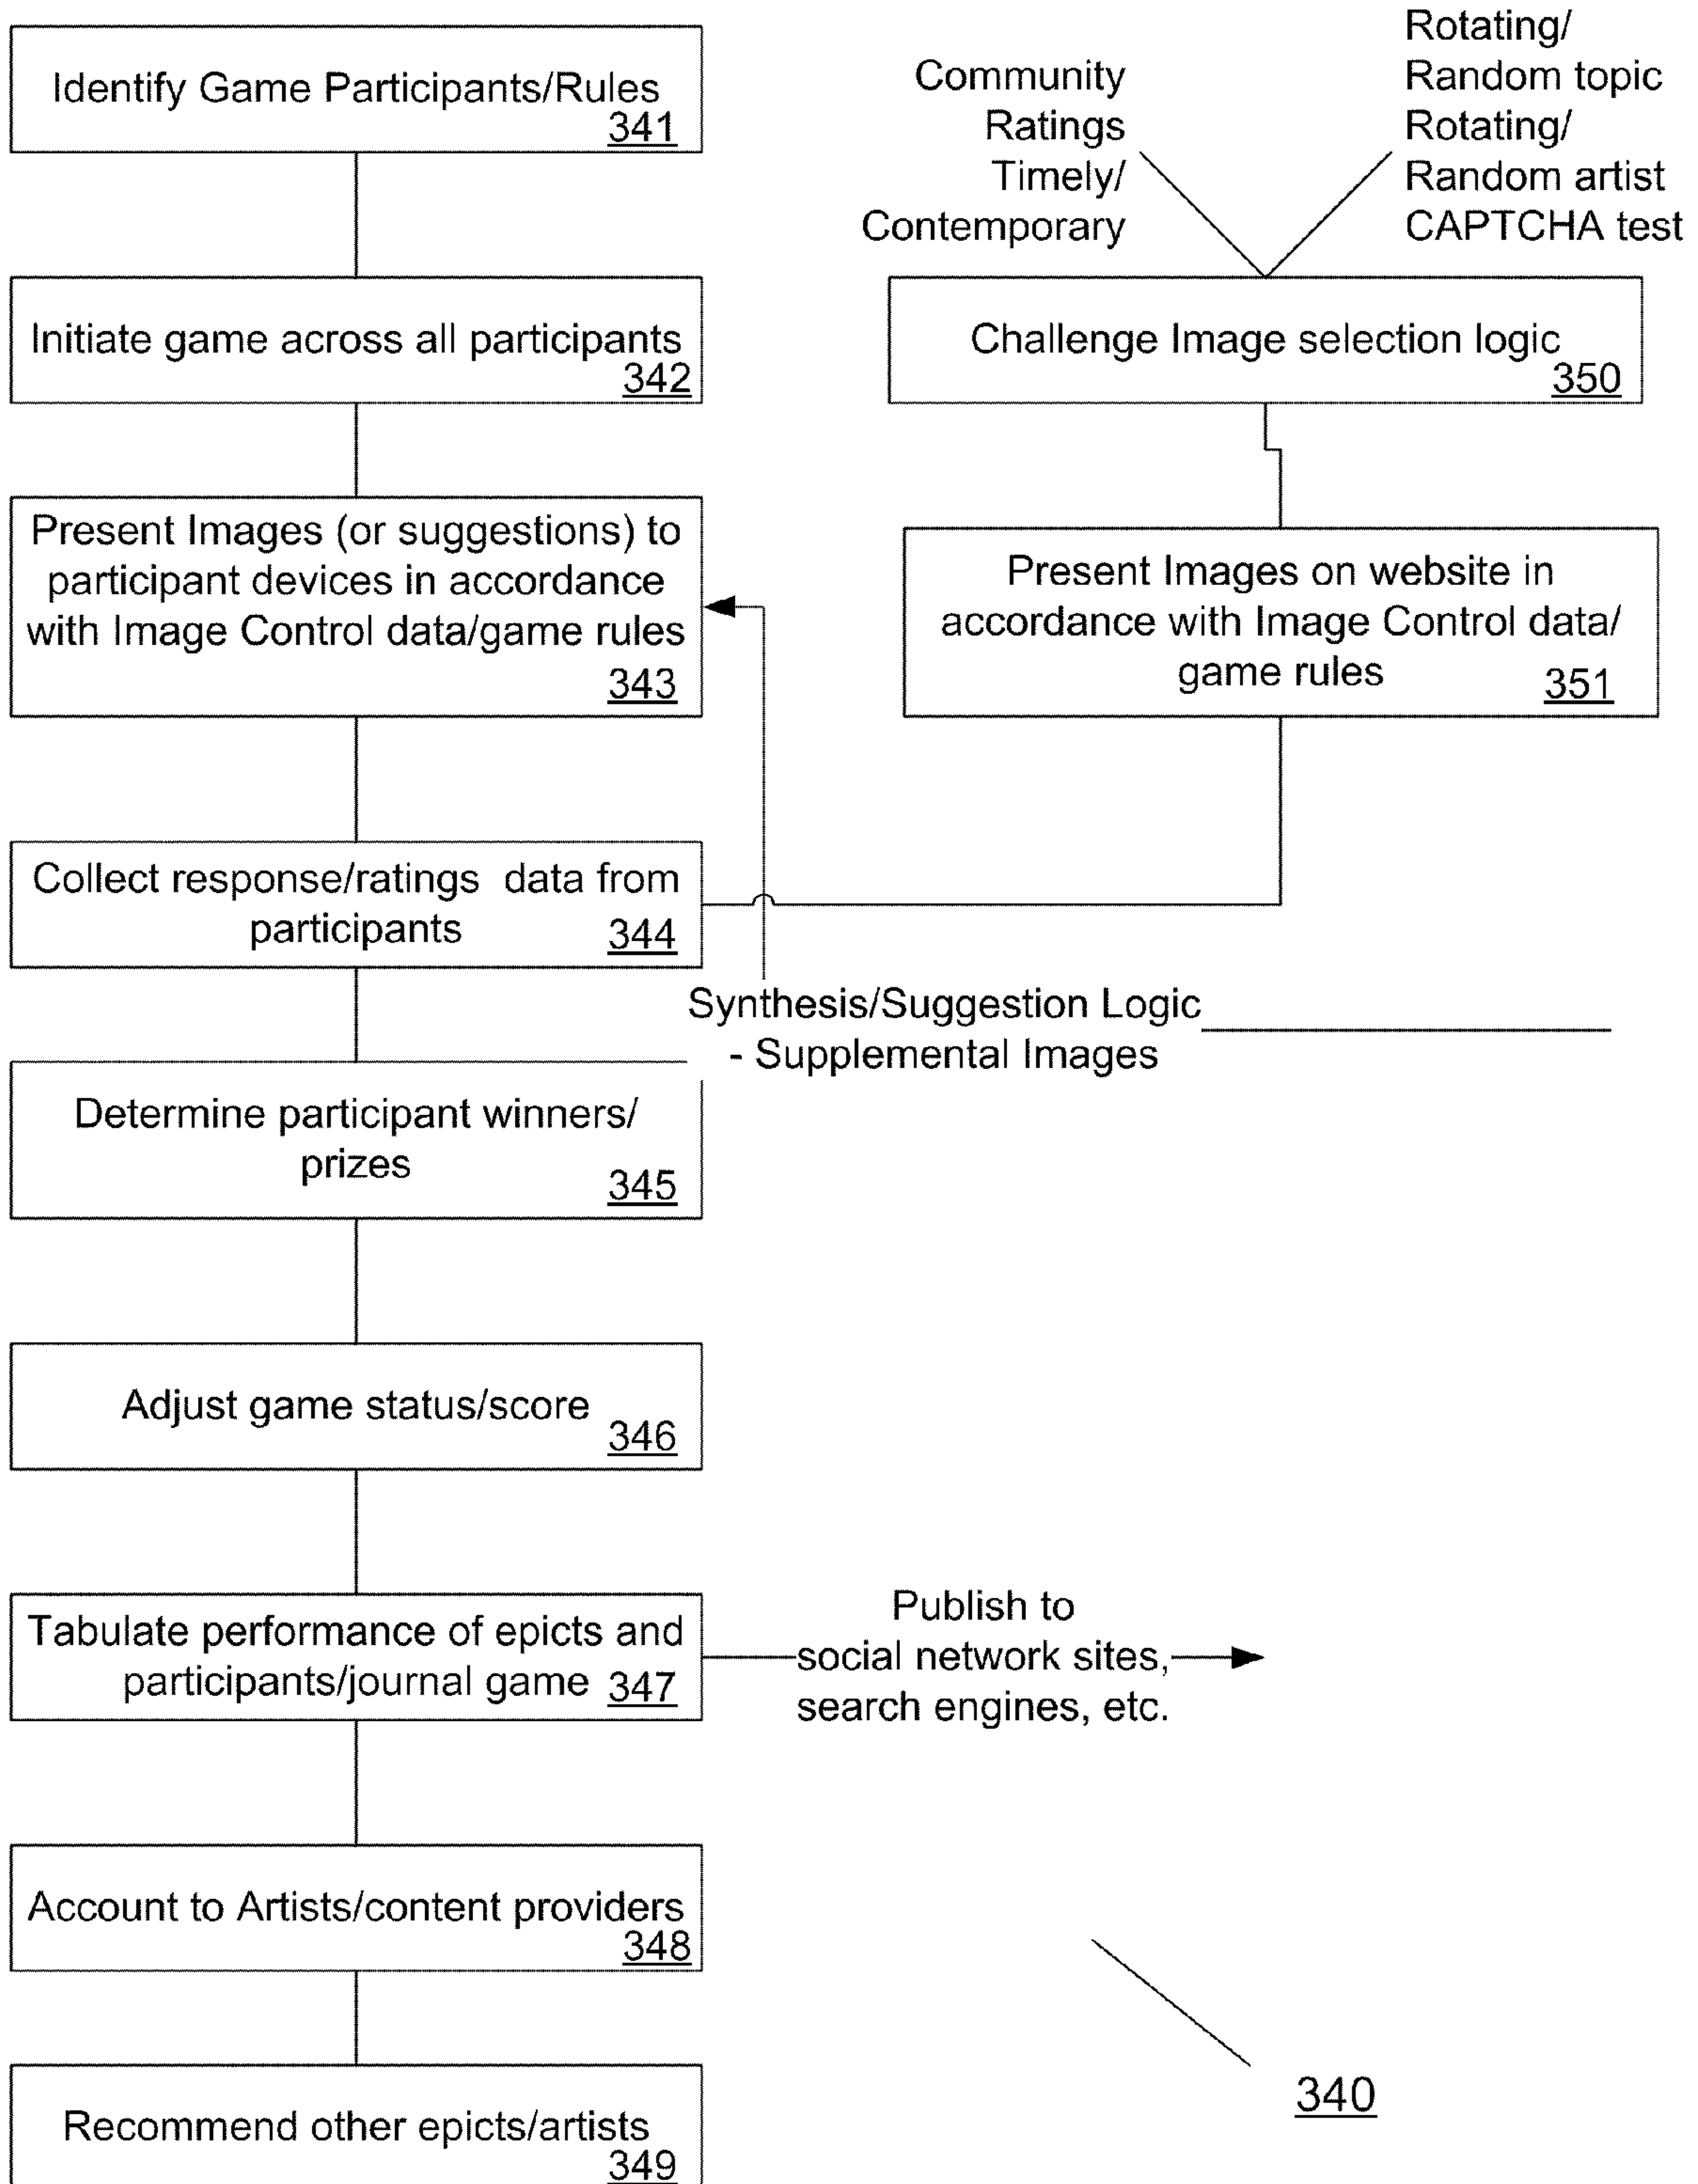 Identify Game Participants/Rules
341
Initiate game across all participants
342
Present Images (or suggestions) to
participant devices in accordance
with Image Control data/game rules
343
Collect response/ratings  data from
participants
344
Determine participant winners/
prizes
345
Adjust game status/score
346
Tabulate performance of epicts and
participants/journal game
347
Account to Artists/content providers
348
Recommend other epicts/artists
349
Community
Ratings
Timely/
Contemporary
Rotating/
Random topic
Rotating/
Random artist
CAPTCHA test
Challenge Image selection logic
350
Present Images on website in
accordance with Image Control data/
game rules
351
Synthesis/Suggestion Logic
- Supplemental Images
Publish to
social network sites,
search engines, etc.
340